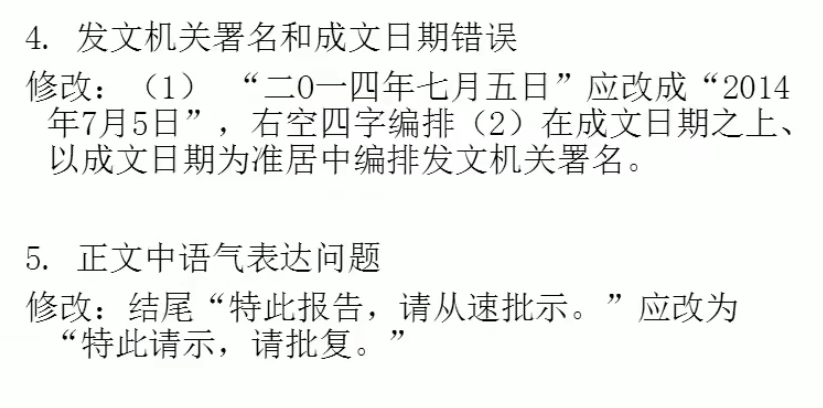 4. 发文机关署名和成文日期错误
修改：（1） “二0一四年七月五日”应改成“2014
年7月5日”，右空四字编排（2）在成文日期之上、
以成文日期为准居中编排发文机关署名。
5. 正文中语气表达问题
修改：结尾“特此报告，请从速批示。”应改为
“特此请示，请批复。”